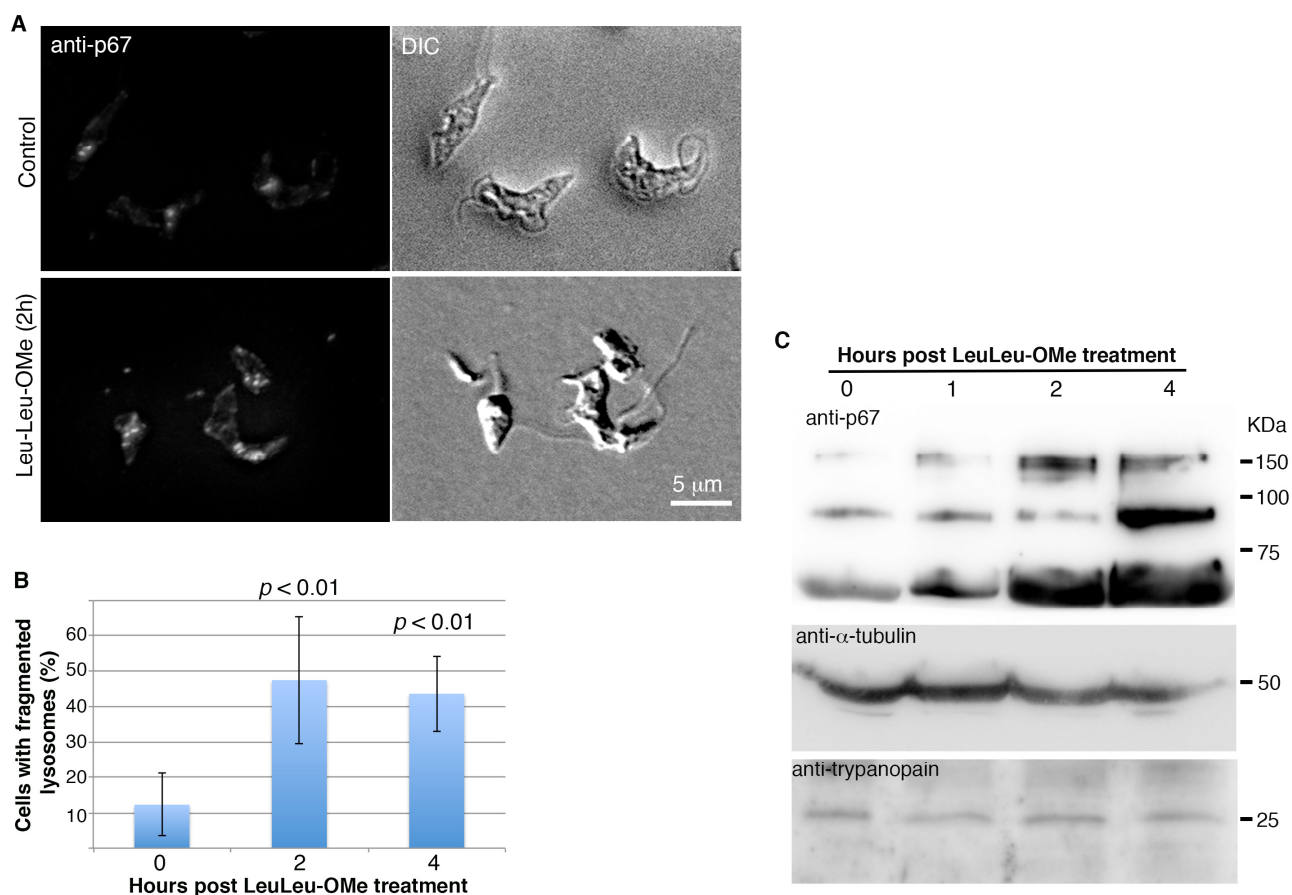 A
anti-p67
DIC
Control
Leu-Leu-OMe (2h)
5 µm
B
p < 0.01
p < 0.01
60
50
40
30
20
10
Cells with fragmented
lysosomes (%)
0 2 4
Hours post LeuLeu-OMe treatment
C
Hours post LeuLeu-OMe treatment
0 1 2 4
anti-p67
KDa
150
100
75
anti-α-tubulin
50
anti-trypanopain
25